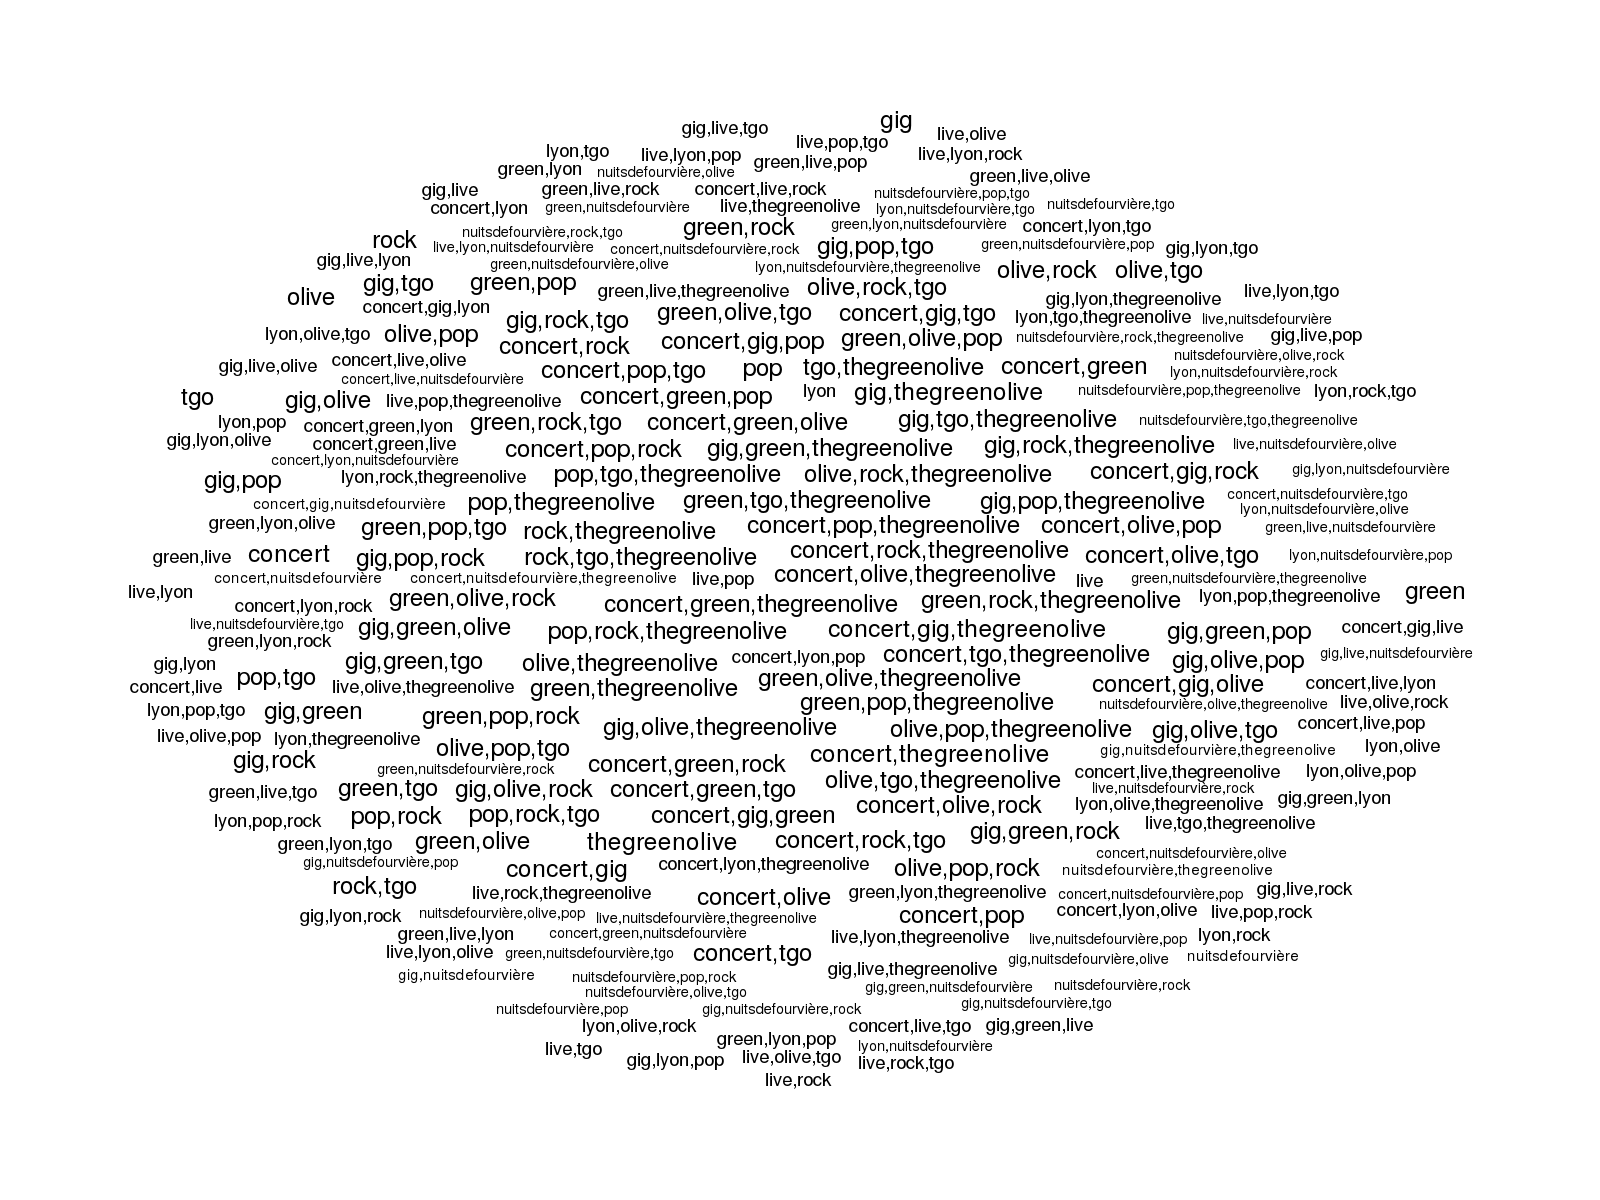 gig
gig,live,tgo
live,olive
live,pop,tgo
lyon,tgo
live,lyon,pop
green,live,pop
live,lyon,rock
green,lyon
nuitsdefourvière,olive
green,live,olive
gig,live
green,live,rock
concert,live,rock
nuitsdefourvière,pop,tgo
concert,lyon
green,nuitsdefourvière
live,thegreenolive
lyon,nuitsdefourvière,tgo
nuitsdefourvière,tgo
rock
nuitsdefourvière,rock,tgo
green,rock
green,lyon,nuitsdefourvière
concert,lyon,tgo
live,lyon,nuitsdefourvière
concert,nuitsdefourvière,rock
gig,pop,tgo
green,nuitsdefourvière,pop
gig,lyon,tgo
gig,live,lyon
green,nuitsdefourvière,olive
lyon,nuitsdefourvière,thegreenolive
olive,rock
olive,tgo
olive
gig,tgo
green,pop
green,live,thegreenolive
olive,rock,tgo
gig,lyon,thegreenolive
live,lyon,tgo
concert,gig,lyon
gig,rock,tgo
green,olive,tgo
concert,gig,tgo
lyon,tgo,thegreenolive
live,nuitsdefourvière
lyon,olive,tgo
olive,pop
concert,rock
concert,gig,pop
green,olive,pop
nuitsdefourvière,rock,thegreenolive
gig,live,pop
gig,live,olive
concert,live,olive
nuitsdefourvière,olive,rock
concert,live,nuitsdefourvière
concert,pop,tgo
pop
tgo,thegreenolive
concert,green
lyon,nuitsdefourvière,rock
tgo
gig,olive
live,pop,thegreenolive
concert,green,pop
lyon
gig,thegreenolive
nuitsdefourvière,pop,thegreenolive
lyon,rock,tgo
lyon,pop
concert,green,lyon
green,rock,tgo
concert,green,olive
gig,tgo,thegreenolive
nuitsdefourvière,tgo,thegreenolive
gig,lyon,olive
concert,green,live
concert,pop,rock
gig,green,thegreenolive
gig,rock,thegreenolive
live,nuitsdefourvière,olive
concert,lyon,nuitsdefourvière
gig,pop
lyon,rock,thegreenolive
pop,tgo,thegreenolive
olive,rock,thegreenolive
concert,gig,rock
gig,lyon,nuitsdefourvière
concert,gig,nuitsdefourvière
pop,thegreenolive
green,tgo,thegreenolive
gig,pop,thegreenolive
concert,nuitsdefourvière,tgo
lyon,nuitsdefourvière,olive
green,lyon,olive
green,pop,tgo
rock,thegreenolive
concert,pop,thegreenolive
concert,olive,pop
green,live,nuitsdefourvière
green,live
concert
gig,pop,rock
rock,tgo,thegreenolive
concert,rock,thegreenolive
concert,olive,tgo
lyon,nuitsdefourvière,pop
concert,nuitsdefourvière
concert,nuitsdefourvière,thegreenolive
live,pop
concert,olive,thegreenolive
live
green,nuitsdefourvière,thegreenolive
live,lyon
concert,lyon,rock
green,olive,rock
concert,green,thegreenolive
green,rock,thegreenolive
lyon,pop,thegreenolive
green
live,nuitsdefourvière,tgo
gig,green,olive
pop,rock,thegreenolive
concert,gig,thegreenolive
gig,green,pop
concert,gig,live
green,lyon,rock
gig,lyon
gig,green,tgo
olive,thegreenolive
concert,lyon,pop
concert,tgo,thegreenolive
gig,olive,pop
gig,live,nuitsdefourvière
concert,live
pop,tgo
live,olive,thegreenolive
green,thegreenolive
green,olive,thegreenolive
concert,gig,olive
concert,live,lyon
lyon,pop,tgo
gig,green
green,pop,rock
green,pop,thegreenolive
nuitsdefourvière,olive,thegreenolive
live,olive,rock
live,olive,pop
lyon,thegreenolive
gig,olive,thegreenolive
olive,pop,thegreenolive
gig,olive,tgo
concert,live,pop
gig,rock
olive,pop,tgo
concert,thegreenolive
gig,nuitsdefourvière,thegreenolive
lyon,olive
green,nuitsdefourvière,rock
concert,green,rock
concert,live,thegreenolive
lyon,olive,pop
green,live,tgo
green,tgo
gig,olive,rock
concert,green,tgo
olive,tgo,thegreenolive
live,nuitsdefourvière,rock
lyon,pop,rock
pop,rock
pop,rock,tgo
concert,gig,green
concert,olive,rock
lyon,olive,thegreenolive
gig,green,lyon
green,lyon,tgo
green,olive
thegreenolive
concert,rock,tgo
gig,green,rock
live,tgo,thegreenolive
gig,nuitsdefourvière,pop
concert,gig
concert,lyon,thegreenolive
olive,pop,rock
concert,nuitsdefourvière,olive
nuitsdefourvière,thegreenolive
rock,tgo
live,rock,thegreenolive
concert,olive
green,lyon,thegreenolive
concert,nuitsdefourvière,pop
gig,live,rock
gig,lyon,rock
nuitsdefourvière,olive,pop
live,nuitsdefourvière,thegreenolive
concert,pop
concert,lyon,olive
live,pop,rock
green,live,lyon
concert,green,nuitsdefourvière
live,lyon,thegreenolive
live,nuitsdefourvière,pop
lyon,rock
live,lyon,olive
green,nuitsdefourvière,tgo
concert,tgo
gig,nuitsdefourvière,olive
nuitsdefourvière
gig,nuitsdefourvière
nuitsdefourvière,pop,rock
gig,live,thegreenolive
gig,green,nuitsdefourvière
nuitsdefourvière,rock
nuitsdefourvière,olive,tgo
nuitsdefourvière,pop
gig,nuitsdefourvière,rock
gig,nuitsdefourvière,tgo
lyon,olive,rock
concert,live,tgo
gig,green,live
green,lyon,pop
live,tgo
lyon,nuitsdefourvière
gig,lyon,pop
live,olive,tgo
live,rock,tgo
live,rock